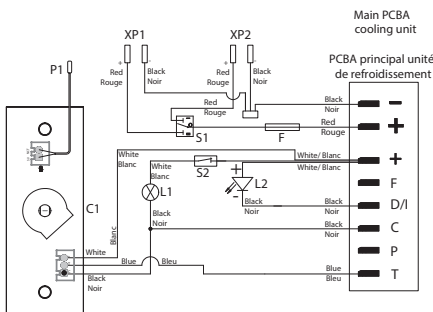 Main PCBA
cooling unit
PCBA principal unité
de refroidissement
XP1
XP2
P1
+
-
+
-
Red
Rouge
Black
Noir
Red
Rouge
Black
Noir
Red
Rouge
Black
Noir
Red
Rouge
S1
F
-
+
White
Blanc
White
Blanc
S2
White/ Blanc
White/ Blanc
+
+
L1
L2
-
F
C1
Black
Noir
Black
Noir
Black
Noir
D/I
Black
Noir
C
White
Blanc
P
Blue
Bleu
Blue
Bleu
T
Black
Noir